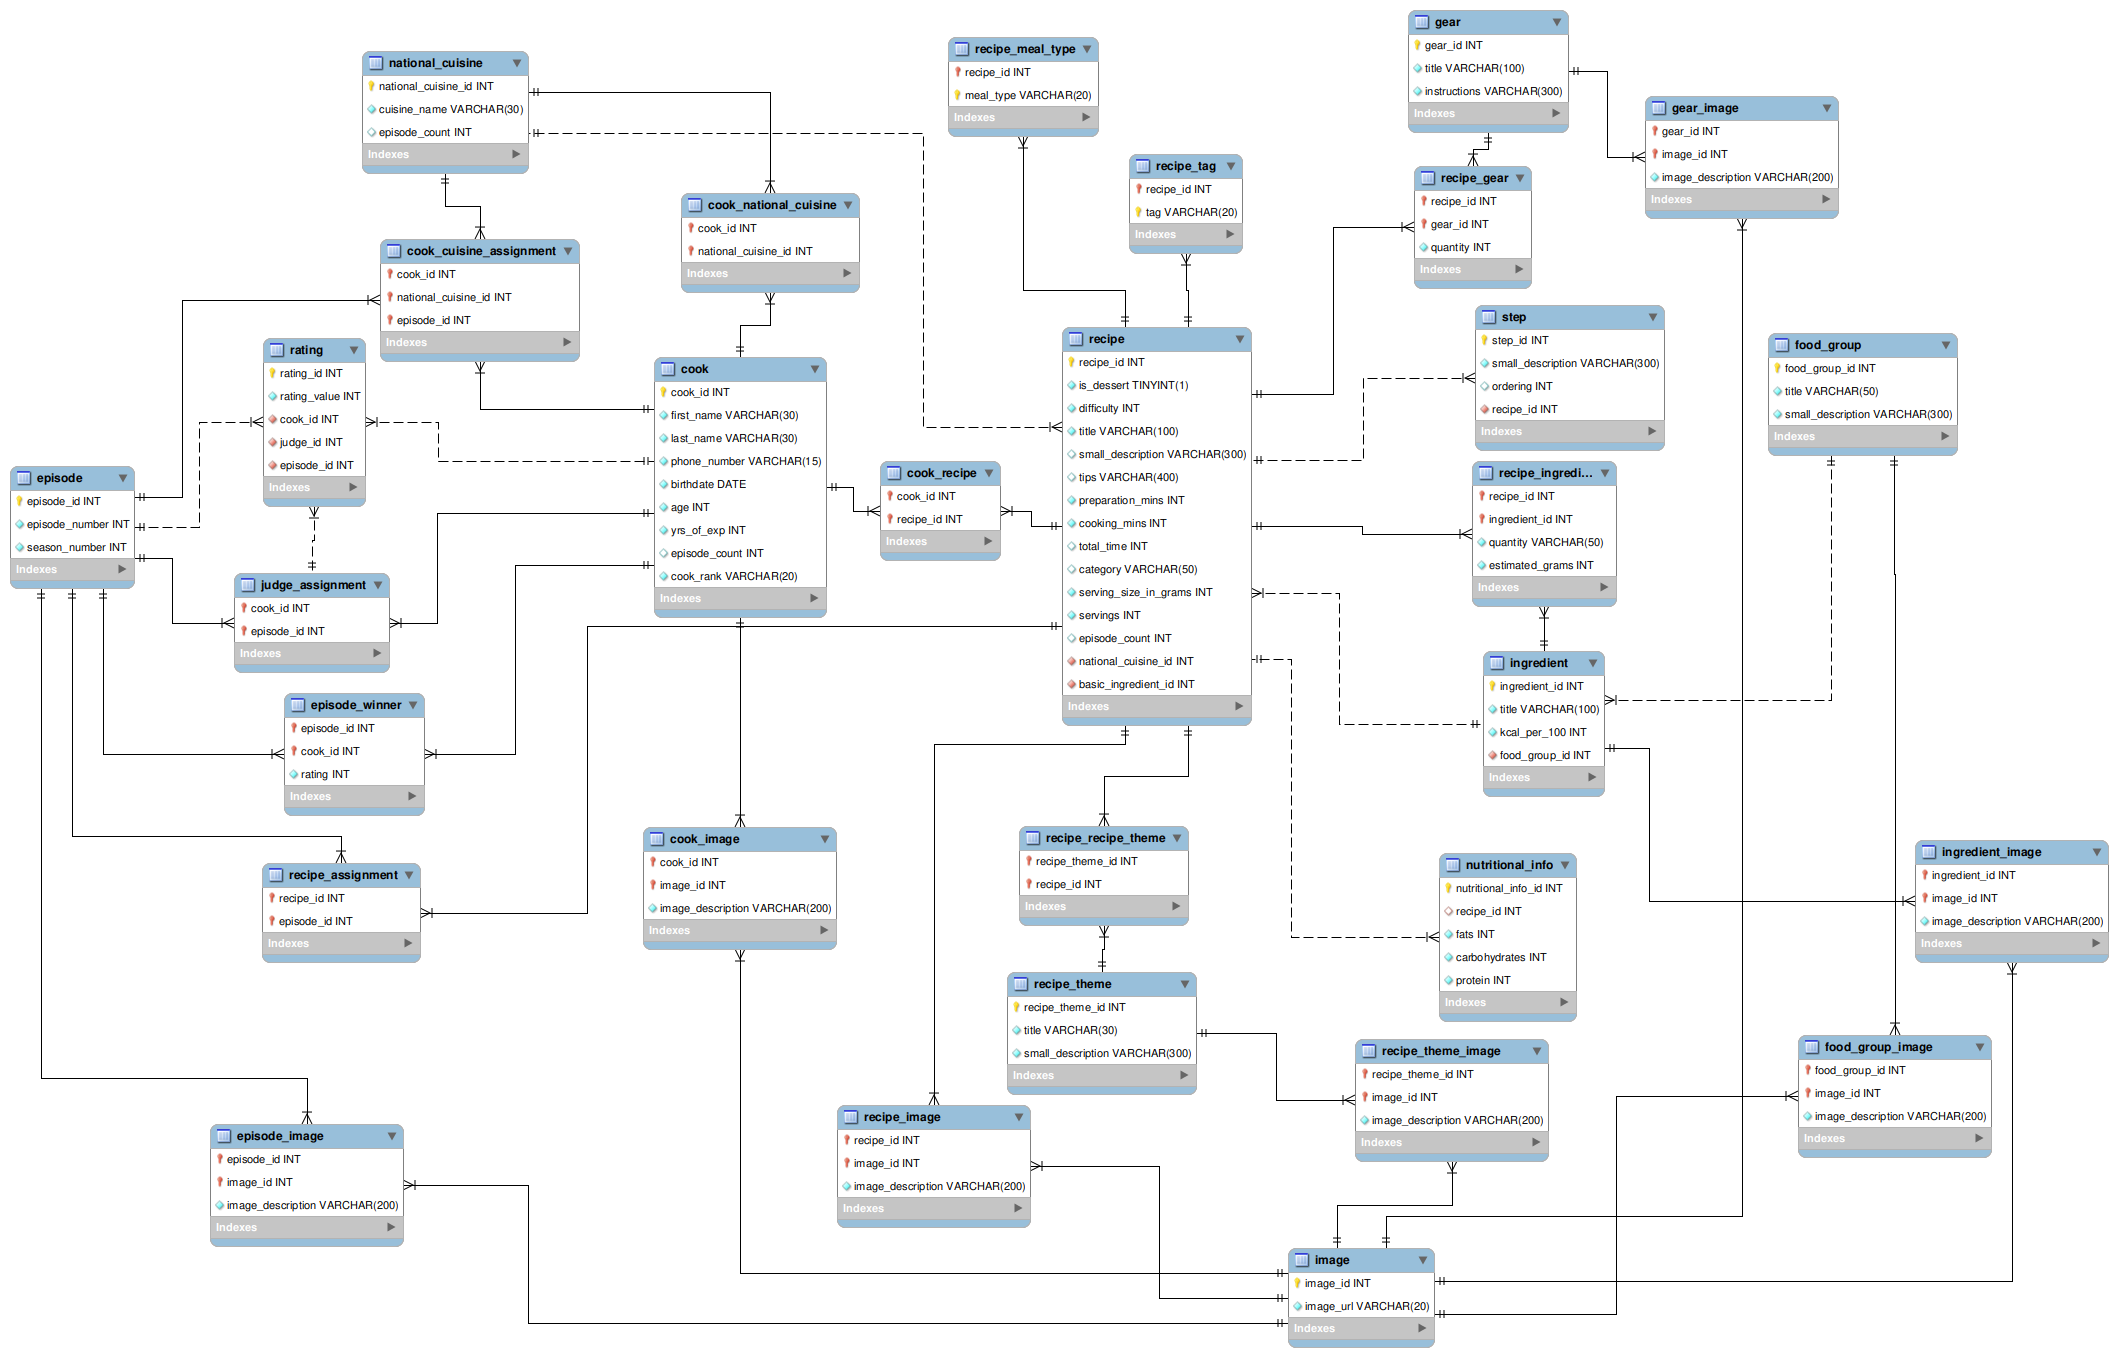 national_cuisine
national_cuisine_id INT
cuisine_name VARCHAR(30)
episode_count INT
Indexes
recipe_meal_type
recipe_id INT
meal_type VARCHAR(20)
Indexes
gear
gear_id INT
title VARCHAR(100)
instructions VARCHAR(300)
Indexes
gear_image
gear_id INT
image_id INT
image_description VARCHAR(200)
Indexes
recipe_tag
recipe_id INT
tag VARCHAR(20)
Indexes
recipe_gear
recipe_id INT
gear_id INT
quantity INT
Indexes
cook_national_cuisine
cook_id INT
national_cuisine_id INT
Indexes
cook_cuisine_assignment
cook_id INT
national_cuisine_id INT
episode_id INT
Indexes
rating
rating_id INT
rating_value INT
cook_id INT
judge_id INT
episode_id INT
Indexes
cook
cook_id INT
first_name VARCHAR(30)
last_name VARCHAR(30)
phone_number VARCHAR(15)
birthdate DATE
age INT
yrs_of_exp INT
episode_count INT
cook_rank VARCHAR(20)
Indexes
recipe
recipe_id INT
is_dessert TINYINT(1)
difficulty INT
title VARCHAR(100)
small_description VARCHAR(300)
tips VARCHAR(400)
preparation_mins INT
cooking_mins INT
total_time INT
category VARCHAR(50)
serving_size_in_grams INT
servings INT
episode_count INT
national_cuisine_id INT
basic_ingredient_id INT
Indexes
step
step_id INT
small_description VARCHAR(300)
ordering INT
recipe_id INT
Indexes
food_group
food_group_id INT
title VARCHAR(50)
small_description VARCHAR(300)
Indexes
episode
episode_id INT
episode_number INT
season_number INT
Indexes
cook_recipe
cook_id INT
recipe_id INT
Indexes
recipe_ingredi...
recipe_id INT
ingredient_id INT
quantity VARCHAR(50)
estimated_grams INT
Indexes
judge_assignment
cook_id INT
episode_id INT
Indexes
ingredient
ingredient_id INT
title VARCHAR(100)
kcal_per_100 INT
food_group_id INT
Indexes
episode_winner
episode_id INT
cook_id INT
rating INT
Indexes
recipe_assignment
recipe_id INT
episode_id INT
Indexes
cook_image
cook_id INT
image_id INT
image_description VARCHAR(200)
Indexes
recipe_recipe_theme
recipe_theme_id INT
recipe_id INT
Indexes
nutritional_info
nutritional_info_id INT
recipe_id INT
fats INT
carbohydrates INT
protein INT
Indexes
ingredient_image
ingredient_id INT
image_id INT
image_description VARCHAR(200)
Indexes
recipe_theme
recipe_theme_id INT
title VARCHAR(30)
small_description VARCHAR(300)
Indexes
recipe_theme_image
recipe_theme_id INT
image_id INT
image_description VARCHAR(200)
Indexes
food_group_image
food_group_id INT
image_id INT
image_description VARCHAR(200)
Indexes
episode_image
episode_id INT
image_id INT
image_description VARCHAR(200)
Indexes
recipe_image
recipe_id INT
image_id INT
image_description VARCHAR(200)
Indexes
image
image_id INT
image_url VARCHAR(20)
Indexes